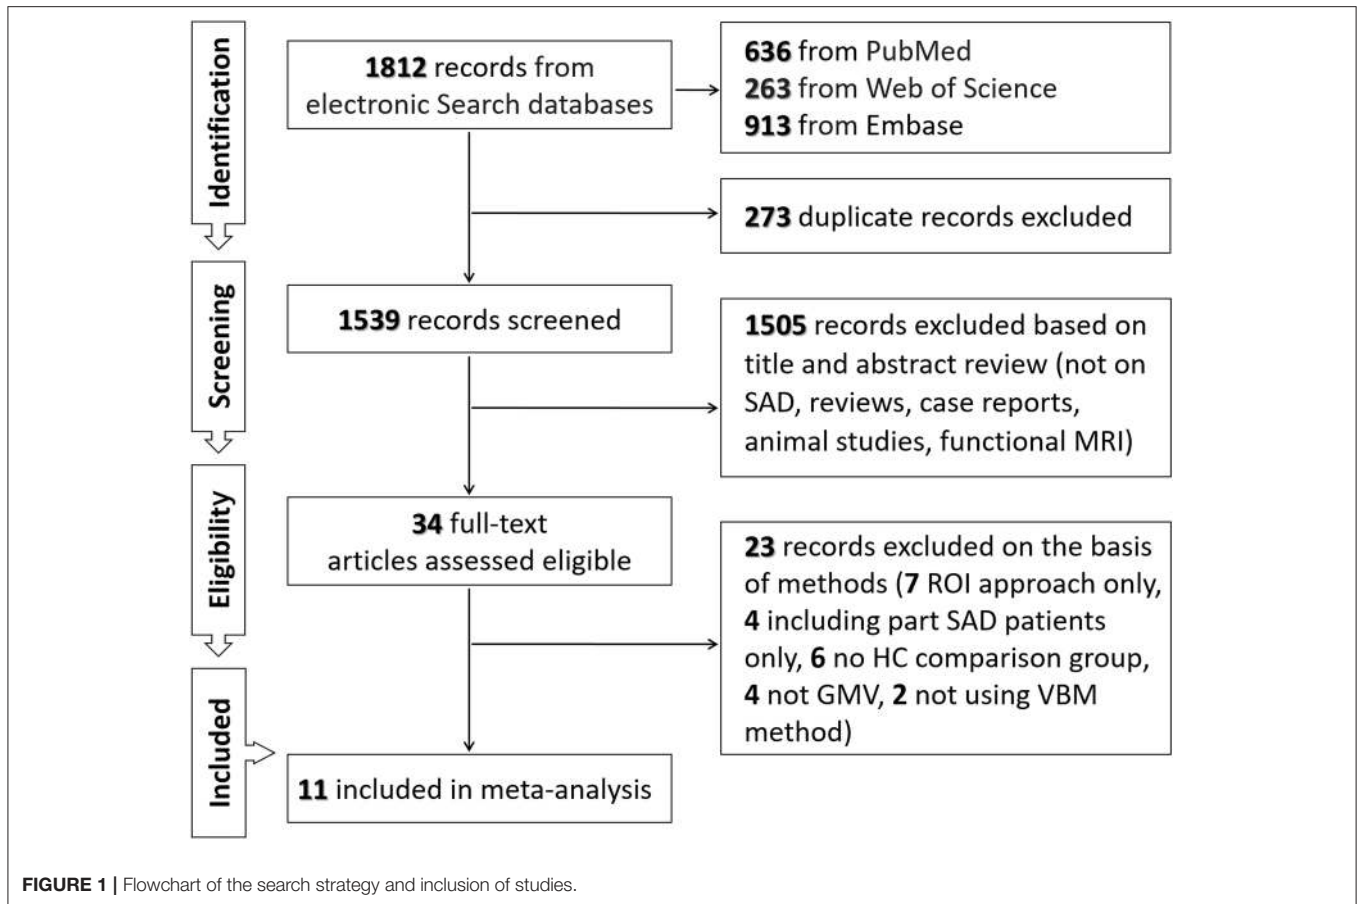 Identification
1812 records from
electronic Search databases
636 from PubMed
263 from Web of Science
913 from Embase
273 duplicate records excluded
Screening
1539 records screened
1505 records excluded based on
title and abstract review (not on
SAD, reviews, case reports,
animal studies, functional MRI)
Eligibility
34 full-text
articles assessed eligible
23 records excluded on the basis
of methods (7 ROI approach only,
4 including part SAD patients
only, 6 no HC comparison group,
4 not GMV, 2 not using VBM
method)
Included
11 included in meta-analysis
FIGURE 1 | Flowchart of the search strategy and inclusion of studies.